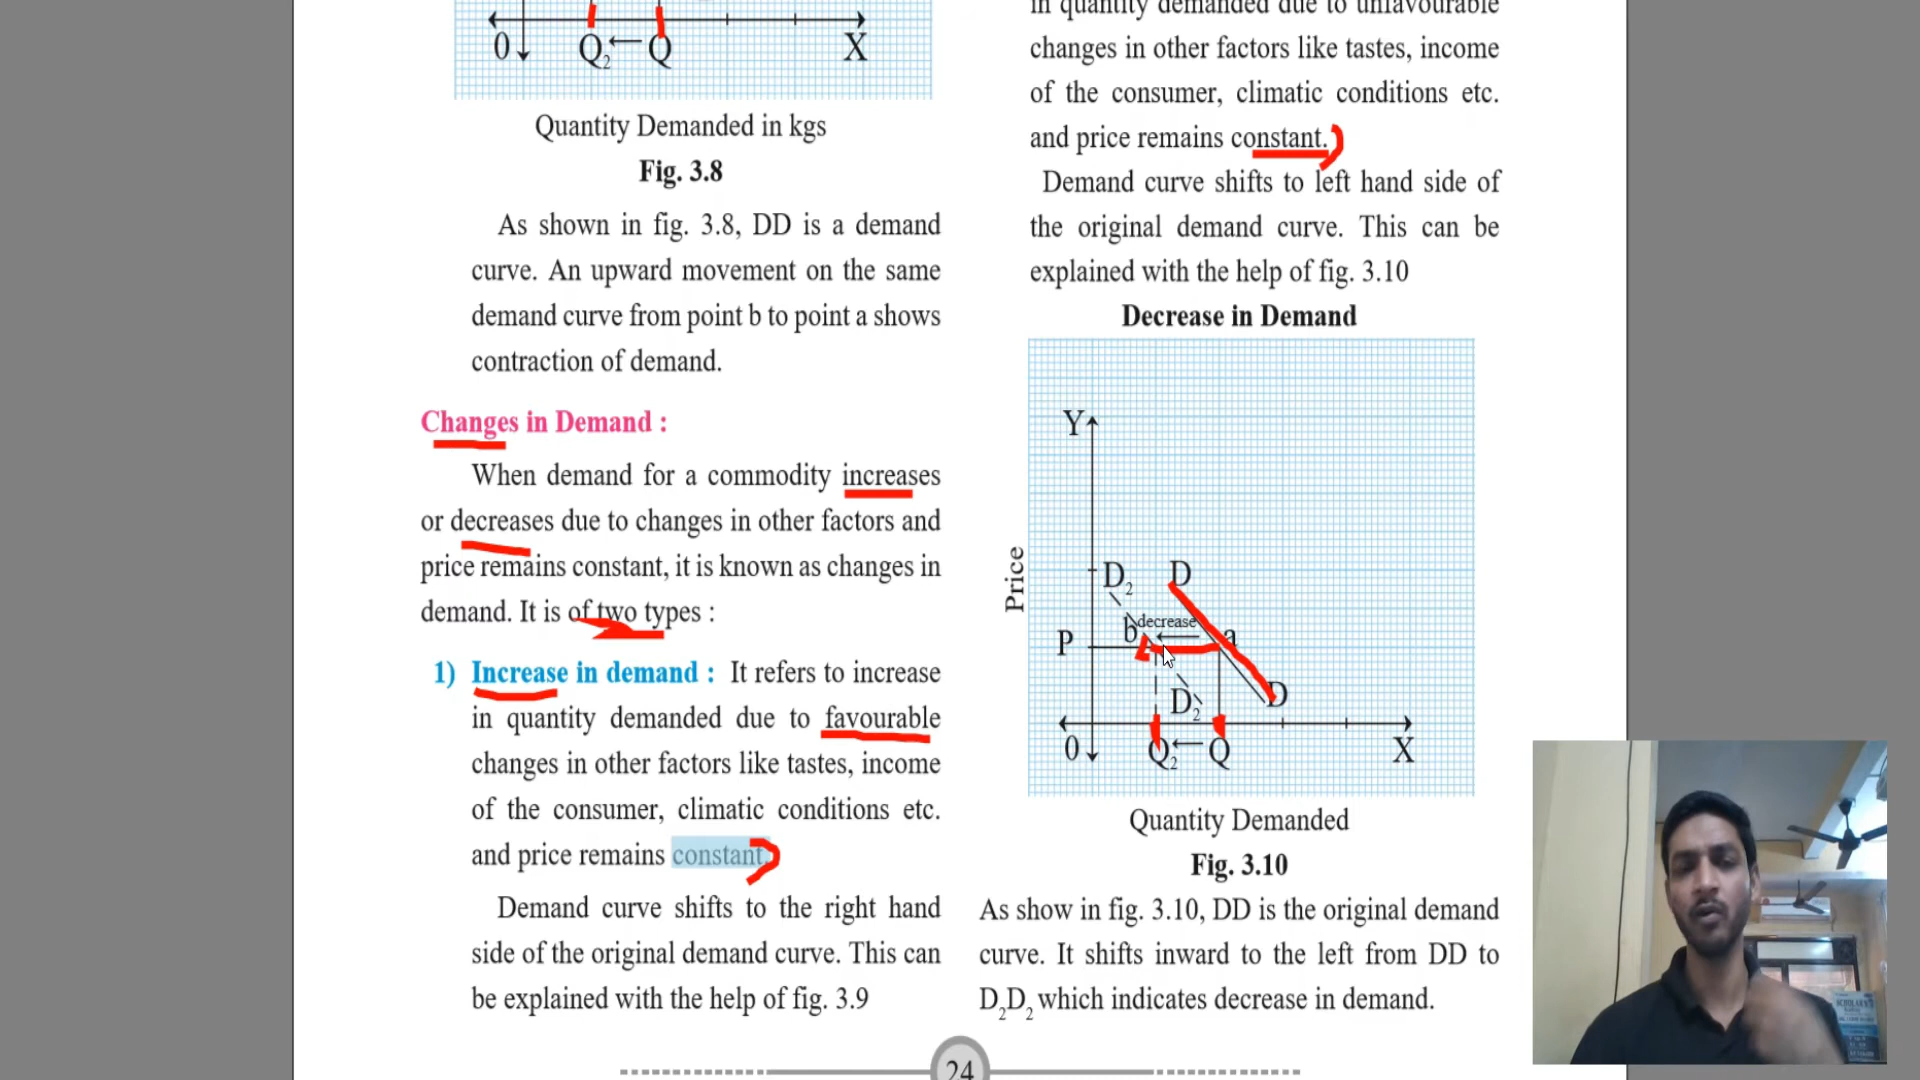 0
Q2 ← Q
X
Quantity Demanded in kgs
Fig. 3.8
As shown in fig. 3.8, DD is a demand
curve. An upward movement on the same
demand curve from point b to point a shows
contraction of demand.
Changes in Demand :
When demand for a commodity increases
or decreases due to changes in other factors and
price remains constant, it is known as changes in
demand. It is of two types :
1) Increase in demand : It refers to increase
in quantity demanded due to favourable
changes in other factors like tastes, income
of the consumer, climatic conditions etc.
and price remains constant.
Demand curve shifts to the right hand
side of the original demand curve. This can
be explained with the help of fig. 3.9
in quantity demanded due to unfavourable
changes in other factors like tastes, income
of the consumer, climatic conditions etc.
and price remains constant.
Demand curve shifts to left hand side of
the original demand curve. This can be
explained with the help of fig. 3.10
Decrease in Demand
Y
Price
D2 D
decrease
b
a
P
D2
D
0
Q2 ← Q
X
Quantity Demanded
Fig. 3.10
As show in fig. 3.10, DD is the original demand
curve. It shifts inward to the left from DD to
D2D2 which indicates decrease in demand.
24